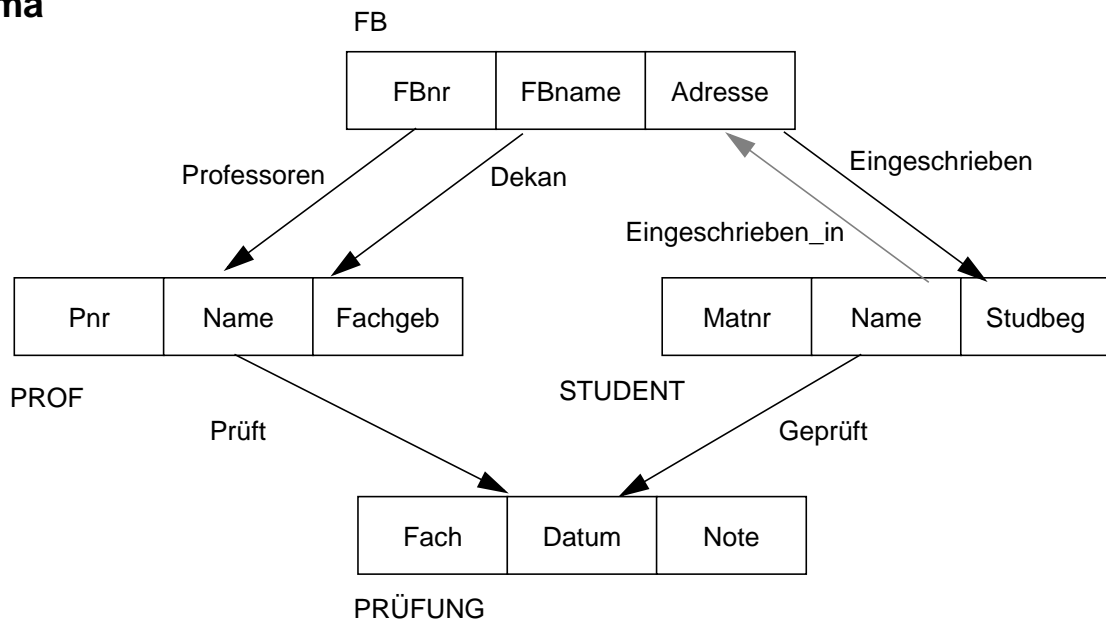 ma
FB
FBnr FBname Adresse
Professoren
Dekan
Eingeschrieben
Eingeschrieben_in
Pnr Name Fachgeb
Matnr Name Studbeg
PROF
STUDENT
Prüft
Geprüft
Fach Datum Note
PRÜFUNG